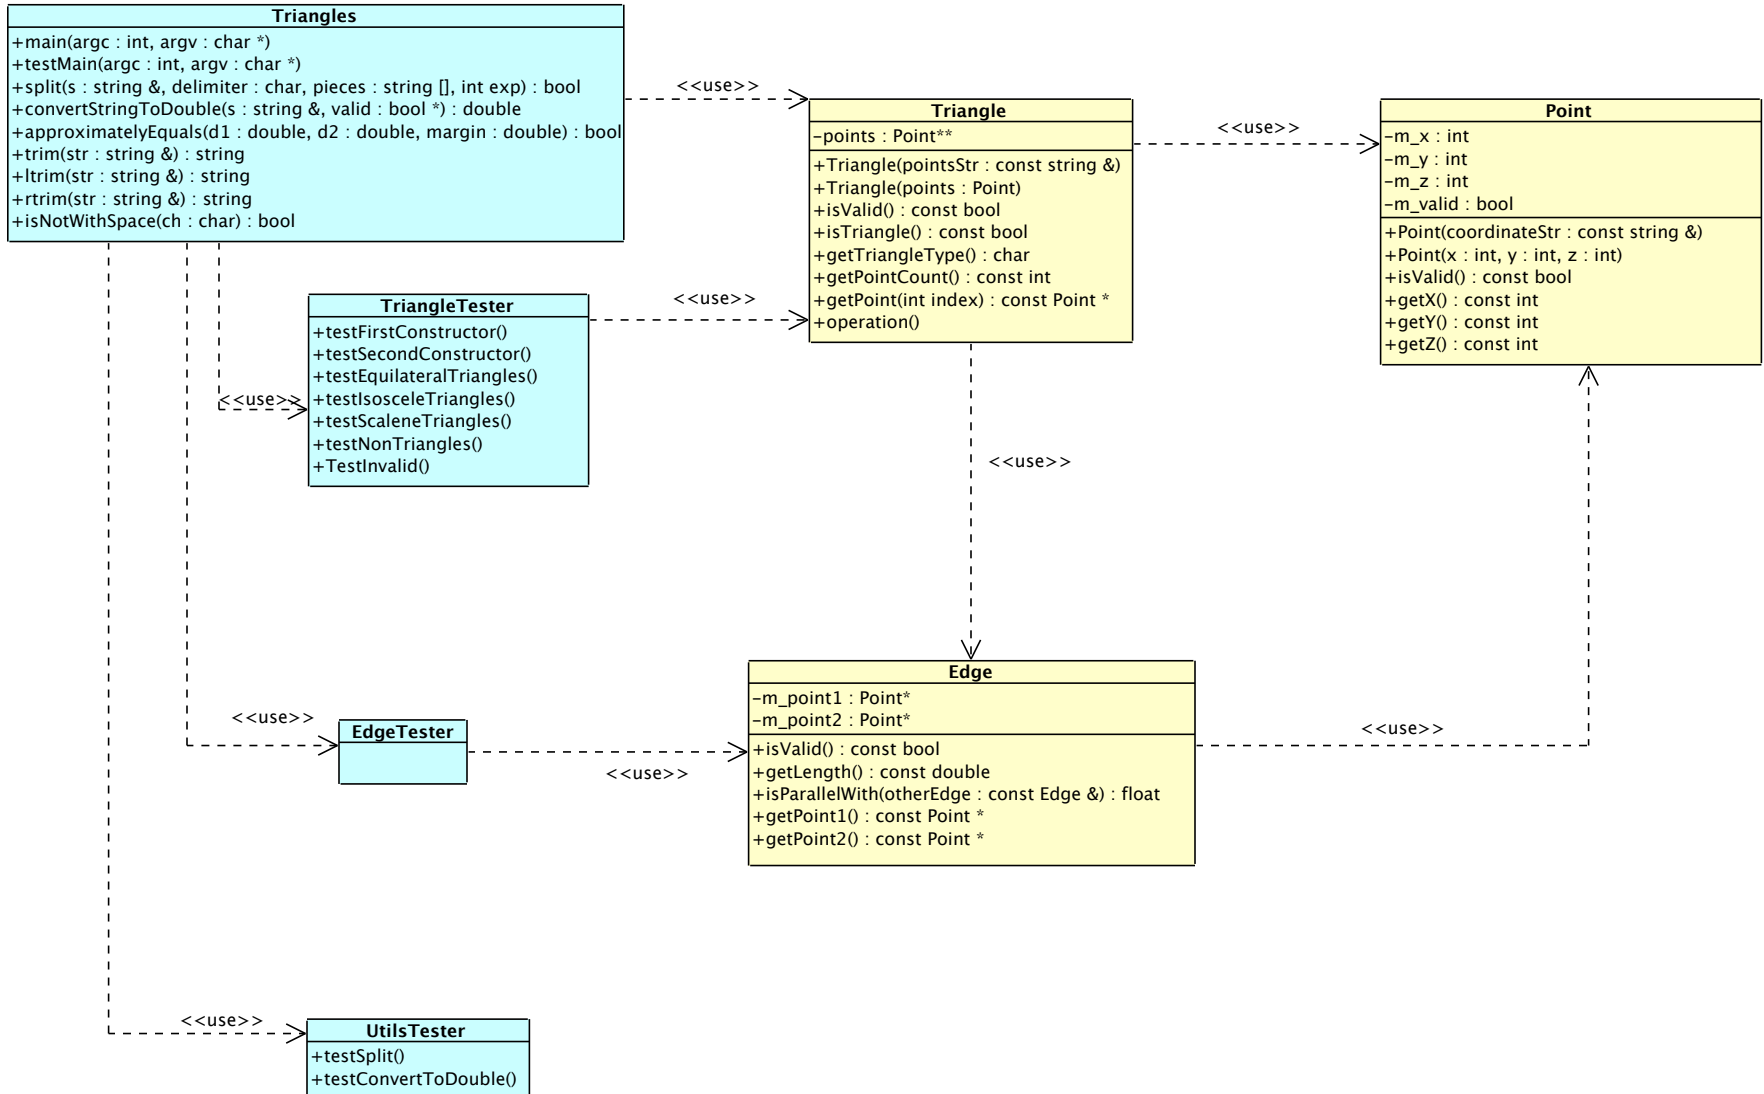 Triangles
+main(argc : int, argv : char *)
+testMain(argc : int, argv : char *)
+split(s : string &, delimiter : char, pieces : string [], int exp) : bool
+convertStringToDouble(s : string &, valid : bool *) : double
+approximatelyEquals(d1 : double, d2 : double, margin : double) : bool
+trim(str : string &) : string
+ltrim(str : string &) : string
+rtrim(str : string &) : string
+isNotWithSpace(ch : char) : bool
<<use>>
Triangle
-points : Point**
+Triangle(pointsStr : const string &)
+Triangle(points : Point)
+isValid() : const bool
+isTriangle() : const bool
+getTriangleType() : char
+getPointCount() : const int
+getPoint(int index) : const Point *
+operation()
<<use>>
Point
-m_x : int
-m_y : int
-m_z : int
-m_valid : bool
+Point(coordinateStr : const string &)
+Point(x : int, y : int, z : int)
+isValid() : const bool
+getX() : const int
+getY() : const int
+getZ() : const int
<<use>>
TriangleTester
+testFirstConstructor()
+testSecondConstructor()
+testEquilateralTriangles()
+testIsosceleTriangles()
+testScaleneTriangles()
+testNonTriangles()
+TestInvalid()
<<use>>
<<use>>
<<use>>
EdgeTester
<<use>>
Edge
-m_point1 : Point*
-m_point2 : Point*
+isValid() : const bool
+getLength() : const double
+isParallelWith(otherEdge : const Edge &) : float
+getPoint1() : const Point *
+getPoint2() : const Point *
<<use>>
<<use>>
UtilsTester
+testSplit()
+testConvertToDouble()